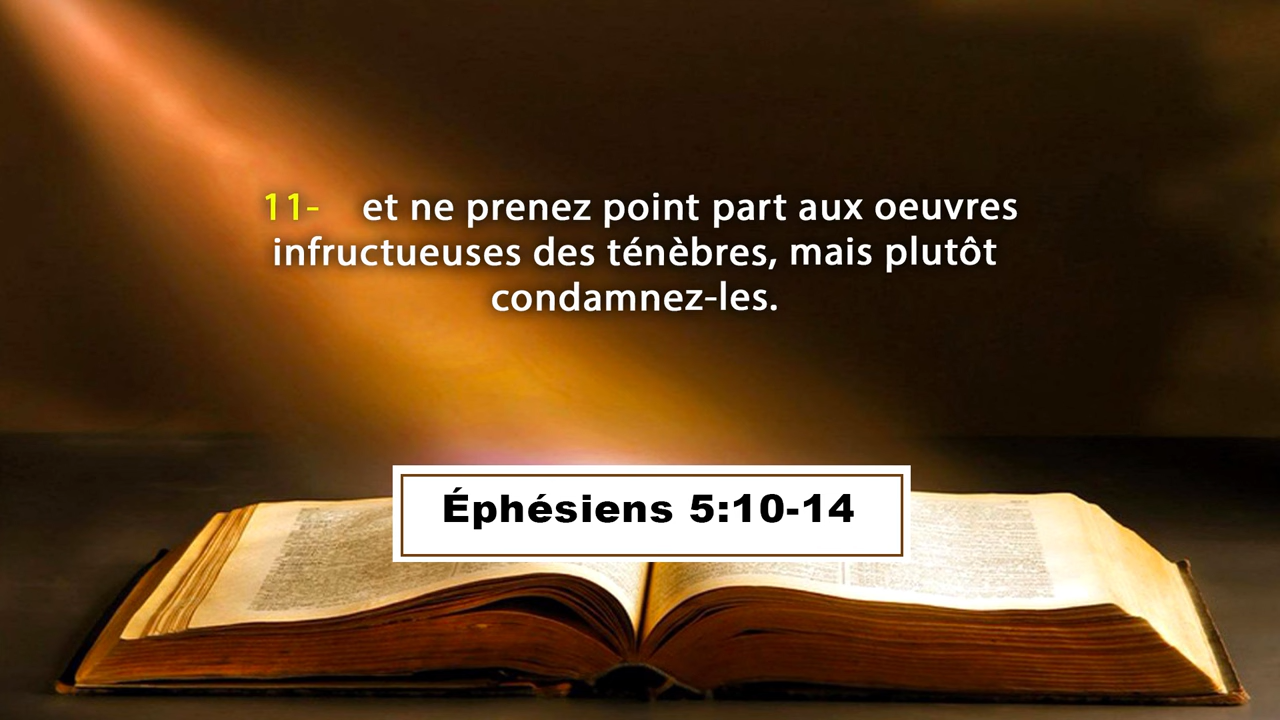 11- et ne prenez point part aux oeuvres
infructueuses des ténèbres, mais plutôt
condamnez-les.
Éphésiens 5:10-14